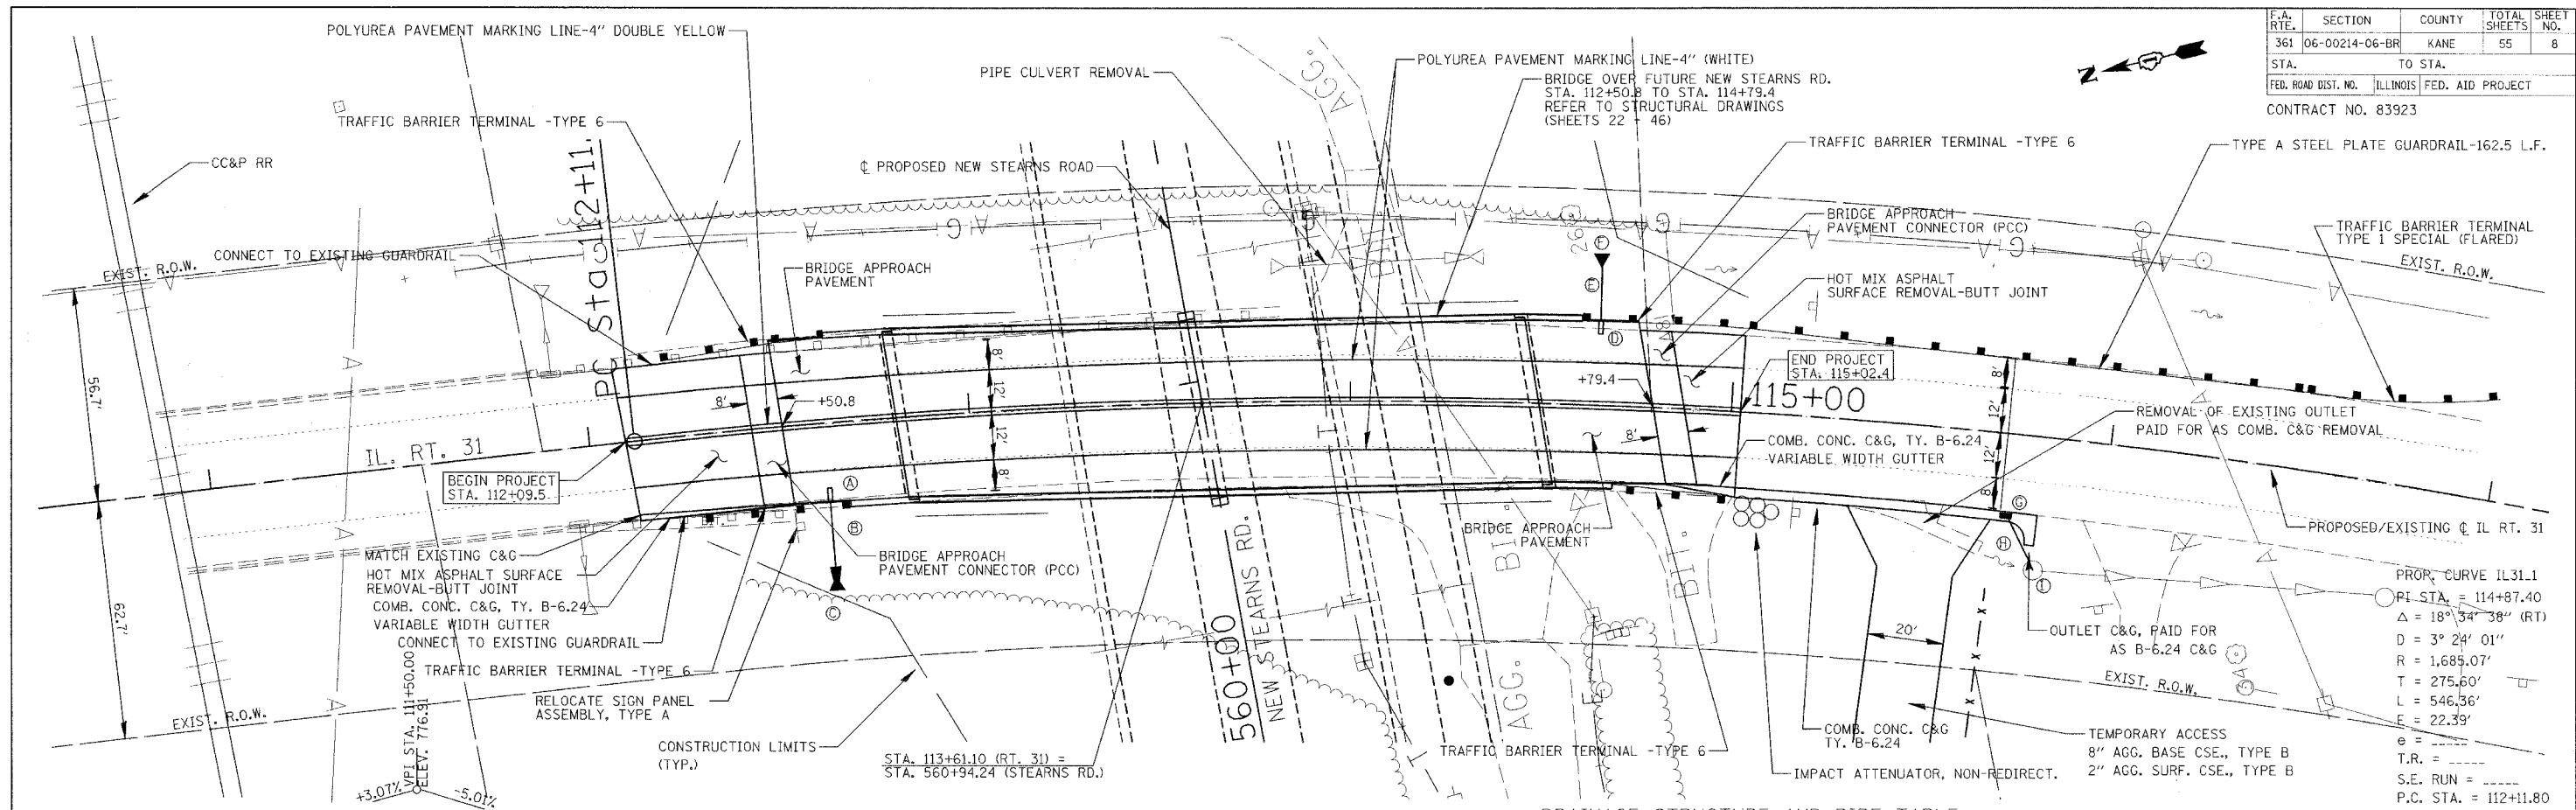 F.A. RTE. SECTION COUNTY TOTAL SHEETS SHEET NO.
361 06-00214-06-BR KANE 55 8
STA. TO STA.
FED. ROAD DIST. NO. ILLINOIS FED. AID PROJECT
CONTRACT NO. 83923
N
POLYUREA PAVEMENT MARKING LINE-4" DOUBLE YELLOW
PIPE CULVERT REMOVAL
POLYUREA PAVEMENT MARKING LINE-4" (WHITE)
BRIDGE OVER FUTURE NEW STEARNS RD.
STA. 112+50.8 TO STA. 114+79.4
REFER TO STRUCTURAL DRAWINGS
(SHEETS 22 - 46)
AGG.
TRAFFIC BARRIER TERMINAL -TYPE 6
TRAFFIC BARRIER TERMINAL -TYPE 6
TYPE A STEEL PLATE GUARDRAIL-162.5 L.F.
CC&P RR
℄ PROPOSED NEW STEARNS ROAD
PC Sta 112+11.
BRIDGE APPROACH
PAVEMENT CONNECTOR (PCC)
TRAFFIC BARRIER TERMINAL
TYPE 1 SPECIAL (FLARED)
EXIST. R.O.W.
CONNECT TO EXISTING GUARDRAIL
EXIST. R.O.W.
BRIDGE APPROACH
PAVEMENT
HOT MIX ASPHALT
SURFACE REMOVAL-BUTT JOINT
F
E
D
56.7'
8'
12'
12'
8'
8'
+50.8
+79.4
8'
END PROJECT
STA. 115+02.4
115+00
8'
12'
12'
8'
REMOVAL OF EXISTING OUTLET
PAID FOR AS COMB. C&G REMOVAL
IL. RT. 31
BEGIN PROJECT
STA. 112+09.5
COMB. CONC. C&G, TY. B-6.24
VARIABLE WIDTH GUTTER
A
B
C
G
H
I
BRIDGE APPROACH
PAVEMENT
PROPOSED/EXISTING ℄ IL RT. 31
MATCH EXISTING C&G
HOT MIX ASPHALT SURFACE
REMOVAL-BUTT JOINT
COMB. CONC. C&G, TY. B-6.24
VARIABLE WIDTH GUTTER
CONNECT TO EXISTING GUARDRAIL
TRAFFIC BARRIER TERMINAL -TYPE 6
RELOCATE SIGN PANEL
ASSEMBLY, TYPE A
BRIDGE APPROACH
PAVEMENT CONNECTOR (PCC)
62.7'
BIT.
BIT.
AGG.
20'
OUTLET C&G, PAID FOR
AS B-6.24 C&G
EXIST. R.O.W.
EXIST. R.O.W.
VPI STA. 111+50.00
ELEV. 776.91
+3.07%
-5.01%
CONSTRUCTION LIMITS
(TYP.)
STA. 113+61.10 (RT. 31) =
STA. 560+94.24 (STEARNS RD.)
560+00
NEW STEARNS RD.
TRAFFIC BARRIER TERMINAL -TYPE 6
COMB. CONC. C&G
TY. B-6.24
IMPACT ATTENUATOR, NON-REDIRECT.
TEMPORARY ACCESS
8" AGG. BASE CSE., TYPE B
2" AGG. SURF. CSE., TYPE B
PROP. CURVE IL31_1
PI STA. = 114+87.40
Δ = 18° 34' 38" (RT)
D = 3° 24' 01"
R = 1,685.07'
T = 275.60'
L = 546.36'
E = 22.39'
e = _____
T.R. = _____
S.E. RUN = _____
P.C. STA. = 112+11.80